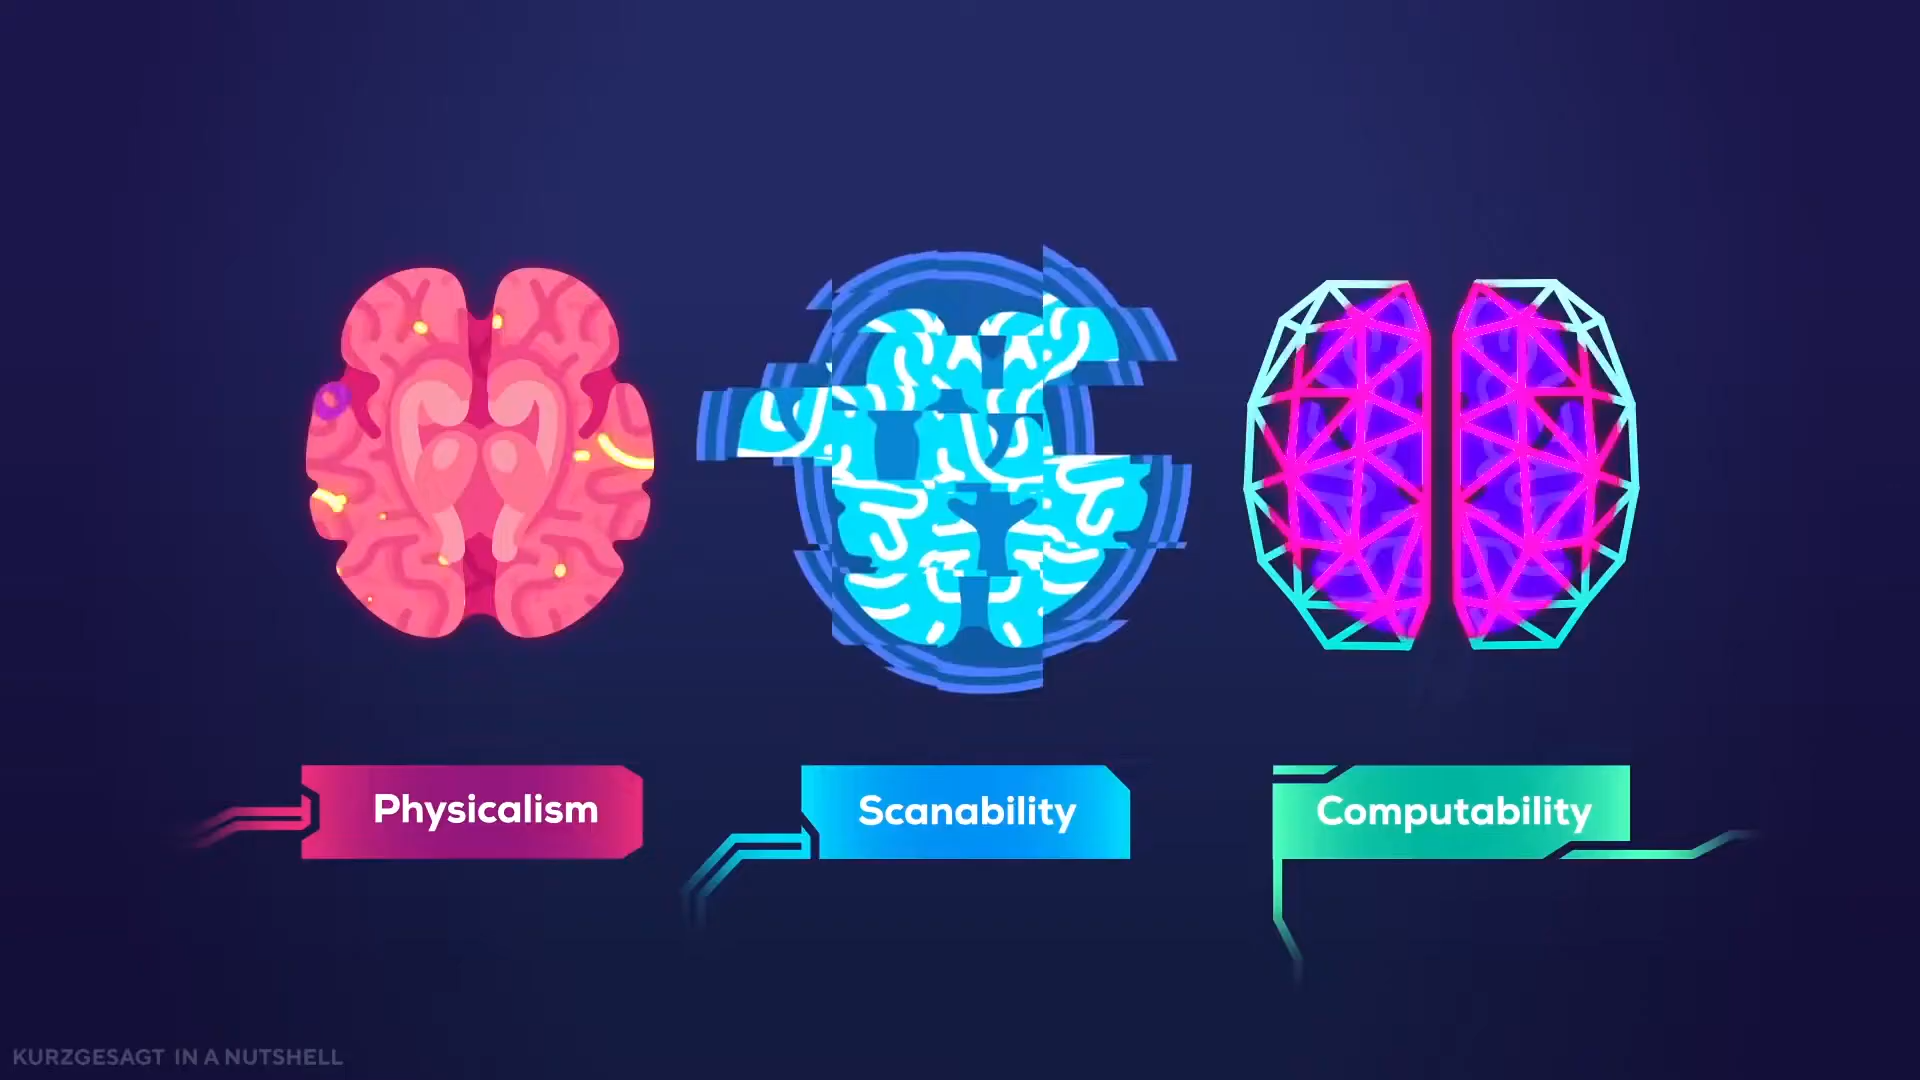 Physicalism
Scanability
Computability
KURZGESAGT IN A NUTSHELL